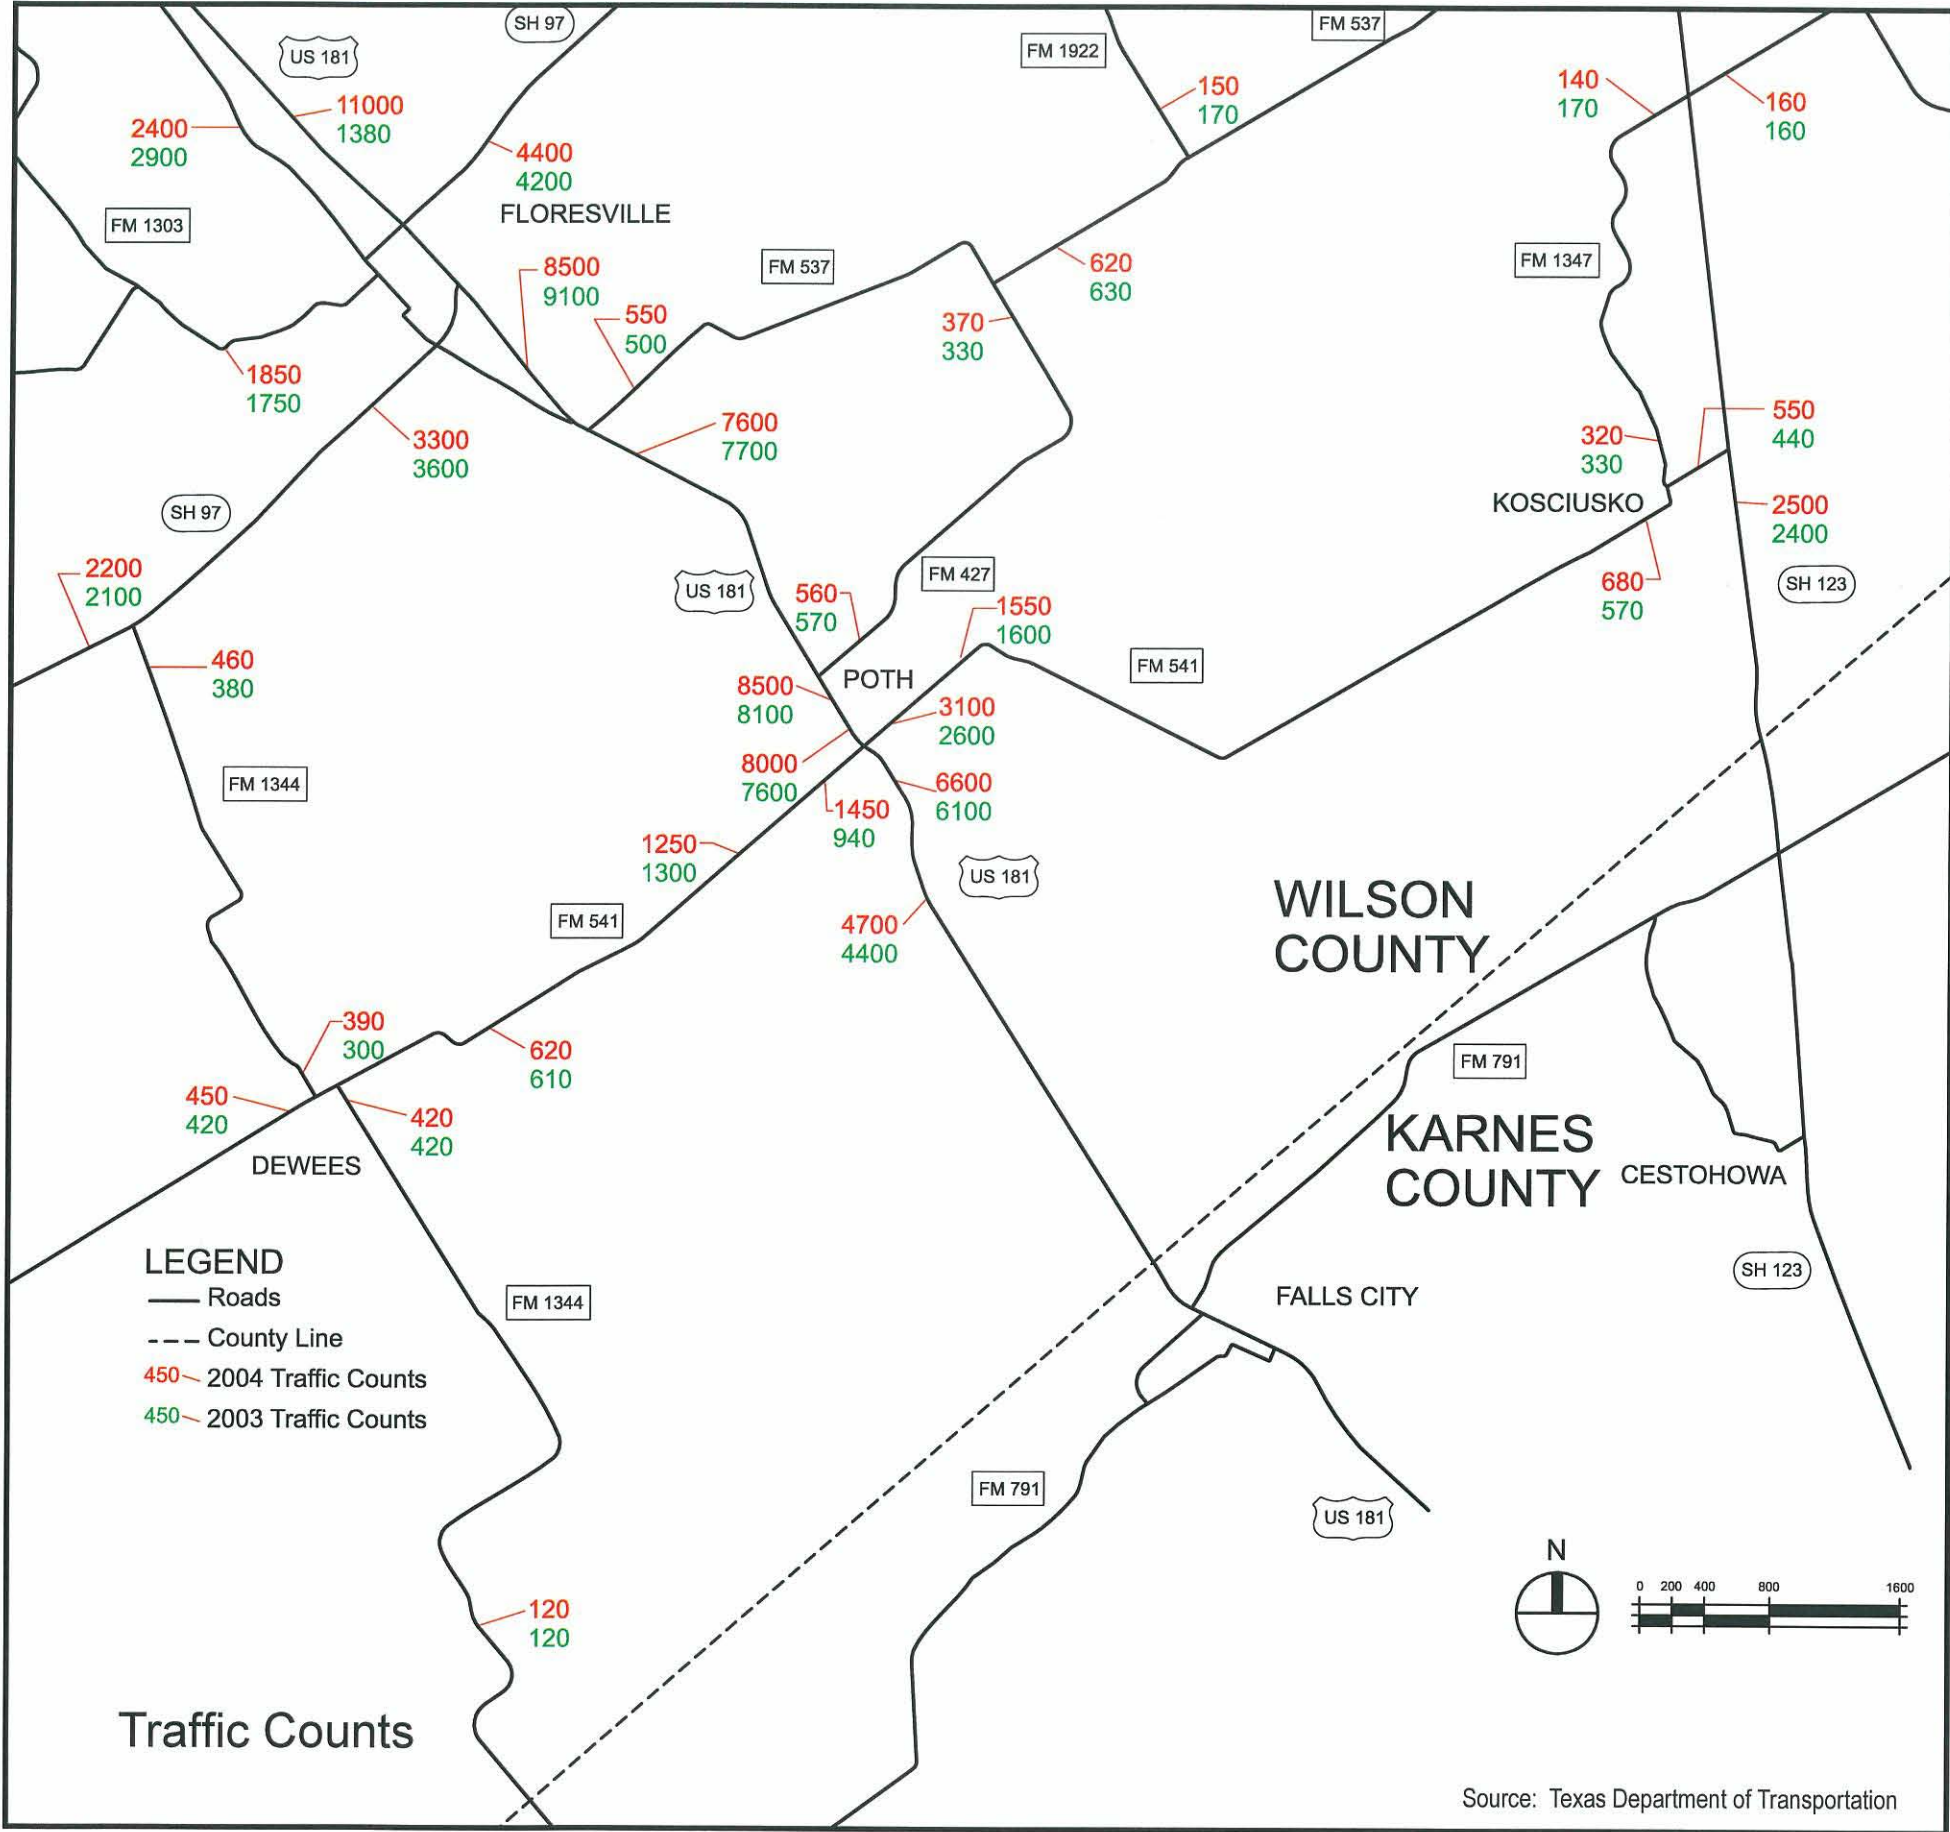 SH 97
FM 537
US 181
FM 1922
140
170
150
170
160
160
11000
1380
2400
2900
4400
4200
FLORESVILLE
FM 1303
FM 537
FM 1347
620
630
8500
9100
550
500
370
330
1850
1750
7600
7700
3300
3600
550
440
320
330
KOSCIUSKO
SH 97
2500
2400
2200
2100
US 181
FM 427
680
570
SH 123
560
570
1550
1600
460
380
POTH
FM 541
8500
8100
3100
2600
FM 1344
8000
7600
6600
6100
1450
940
1250
1300
US 181
WILSON
COUNTY
FM 541
4700
4400
390
300
620
610
FM 791
450
420
420
420
KARNES
COUNTY
DEWEES
CESTOHOWA
LEGEND
Roads
County Line
450 2004 Traffic Counts
450 2003 Traffic Counts
FM 1344
FALLS CITY
SH 123
FM 791
US 181
N
0 200 400 800 1600
120
120
Traffic Counts
Source: Texas Department of Transportation